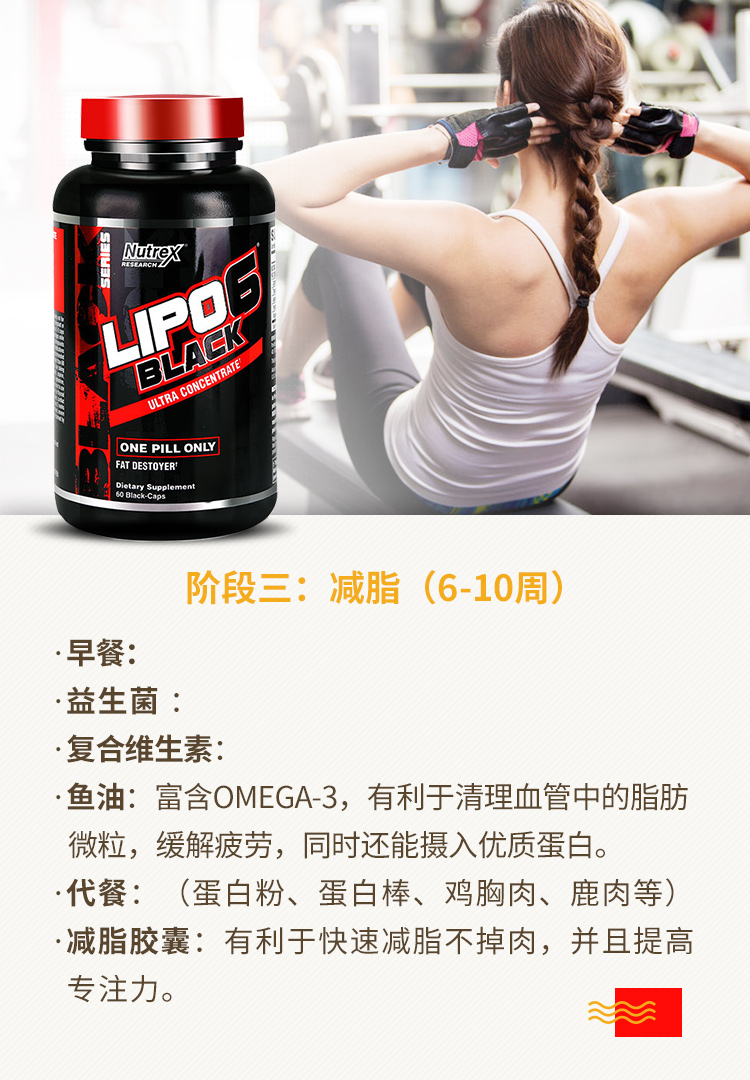 SERIES
BLACK
Nutrex
RESEARCH
LIPO6
BLACK
ULTRA CONCENTRATE
ONE PILL ONLY
FAT DESTOYER†
Dietary Supplement
60 Black-Caps
阶段三：减脂（6-10周）
·早餐：
·益生菌 ：
·复合维生素：
·鱼油：富含OMEGA-3，有利于清理血管中的脂肪
微粒，缓解疲劳，同时还能摄入优质蛋白。
·代餐：（蛋白粉、蛋白棒、鸡胸肉、鹿肉等）
·减脂胶囊：有利于快速减脂不掉肉，并且提高
专注力。